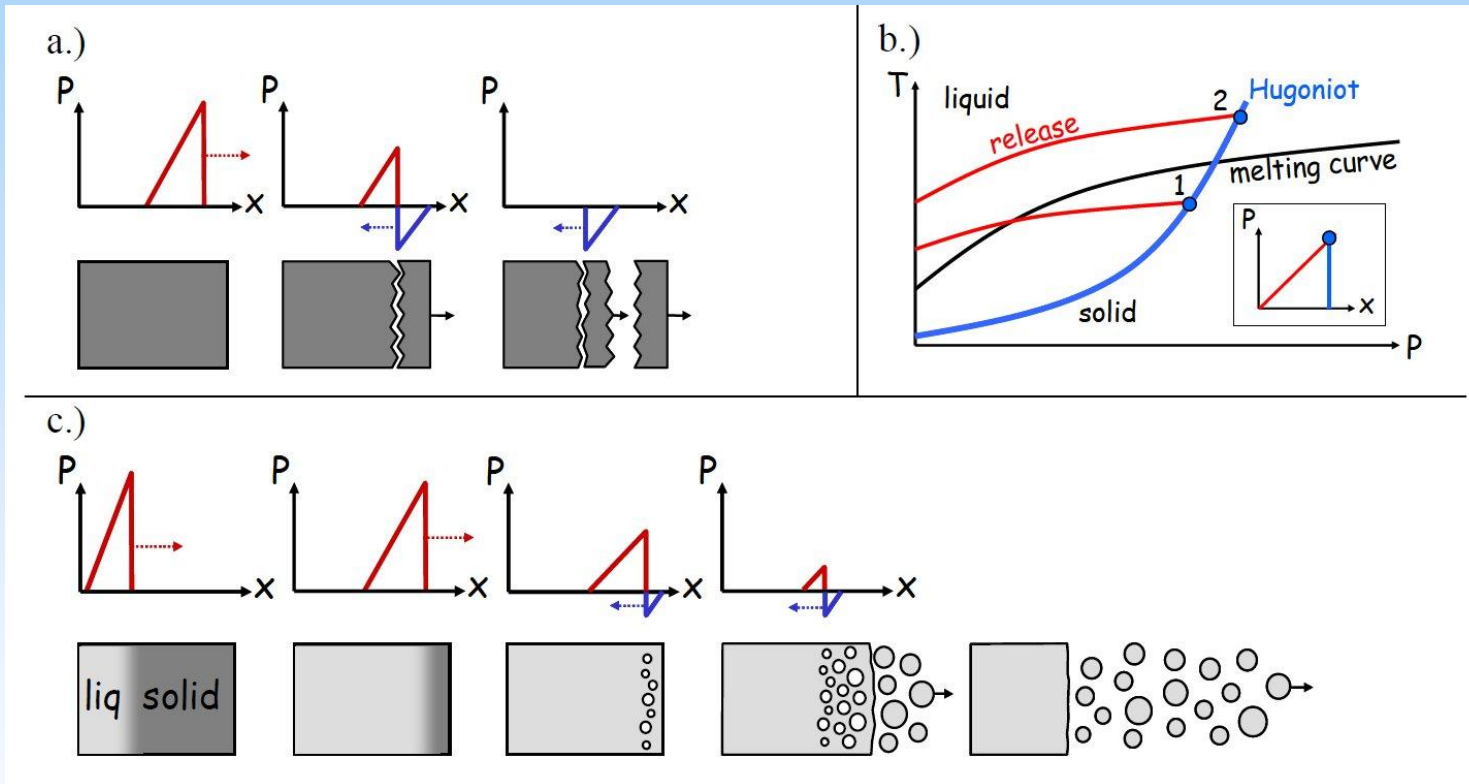 a.)
P
x
P
x
P
x
b.)
T
liquid
release
2
Hugoniot
melting curve
1
solid
P
x
P
c.)
P
x
P
x
P
x
P
x
liq solid